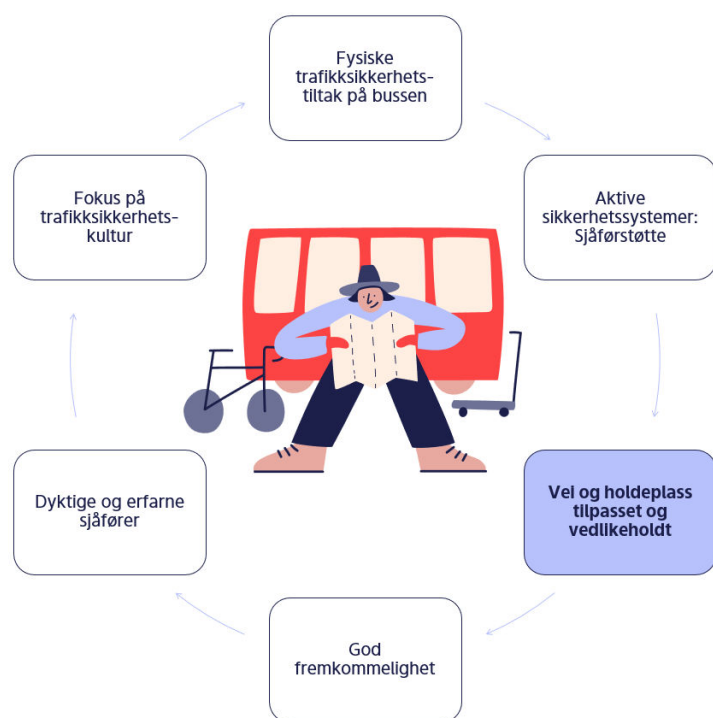 Fysiske
trafikksikkerhets-
tiltak på bussen
Aktive
sikkerhetssystemer:
Sjåførstøtte
Vei og holdeplass
tilpasset og
vedlikeholdt
God
fremkommelighet
Dyktige og erfarne
sjåfører
Fokus på
trafikksikkerhets-
kultur